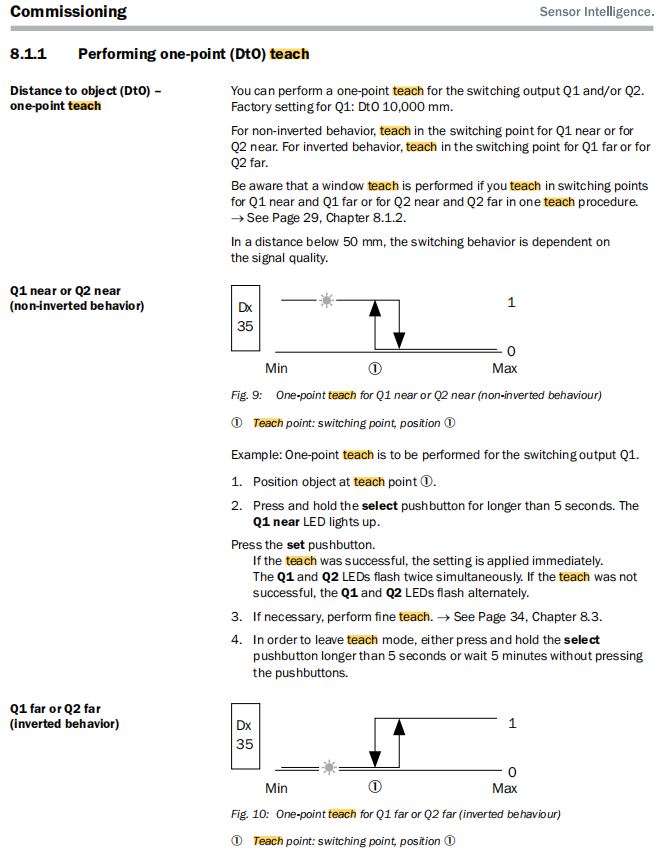 Commissioning
Sensor Intelligence.
8.1.1 Performing one-point (DtO) teach
Distance to object (DtO) –
one-point teach
You can perform a one-point teach for the switching output Q1 and/or Q2.
Factory setting for Q1: DtO 10,000 mm.
For non-inverted behavior, teach in the switching point for Q1 near or for
Q2 near. For inverted behavior, teach in the switching point for Q1 far or for
Q2 far.
Be aware that a window teach is performed if you teach in switching points
for Q1 near and Q1 far or for Q2 near and Q2 far in one teach procedure.
→ See Page 29, Chapter 8.1.2.
In a distance below 50 mm, the switching behavior is dependent on
the signal quality.
Q1 near or Q2 near
(non-inverted behavior)
Dx
35
1
0
Min
①
Max
Fig. 9: One-point teach for Q1 near or Q2 near (non-inverted behaviour)
① Teach point: switching point, position ①
Example: One-point teach is to be performed for the switching output Q1.
1. Position object at teach point ①.
2. Press and hold the select pushbutton for longer than 5 seconds. The
Q1 near LED lights up.
Press the set pushbutton.
If the teach was successful, the setting is applied immediately.
The Q1 and Q2 LEDs flash twice simultaneously. If the teach was not
successful, the Q1 and Q2 LEDs flash alternately.
3. If necessary, perform fine teach. → See Page 34, Chapter 8.3.
4. In order to leave teach mode, either press and hold the select
pushbutton longer than 5 seconds or wait 5 minutes without pressing
the pushbuttons.
Q1 far or Q2 far
(inverted behavior)
Dx
35
1
0
Min
①
Max
Fig. 10: One-point teach for Q1 far or Q2 far (inverted behaviour)
① Teach point: switching point, position ①